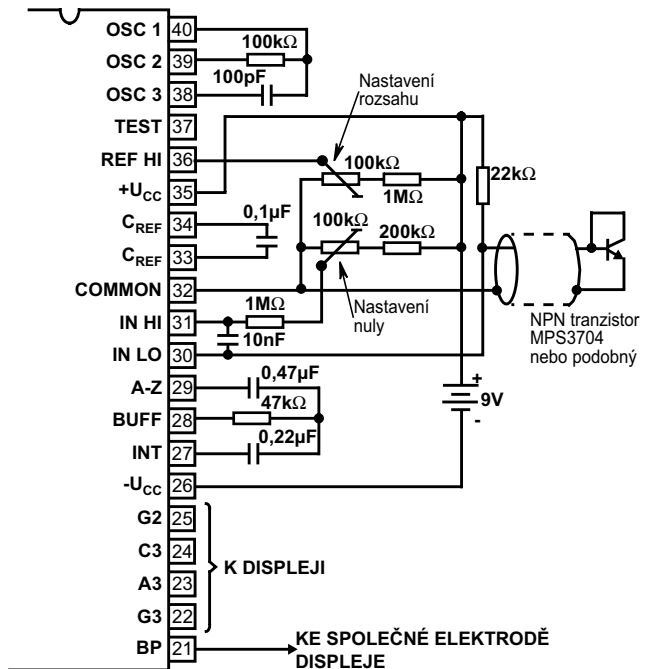 OSC 1 40
100kΩ
OSC 2 39
100pF
OSC 3 38
Nastavení
rozsahu
TEST 37
REF HI 36
100kΩ
22kΩ
+UCC 35
1MΩ
CREF 34
0,1µF
100kΩ
200kΩ
CREF 33
COMMON 32
1MΩ
Nastavení
nuly
IN HI 31
10nF
NPN tranzistor
MPS3704
nebo podobný
IN LO 30
A-Z 29
0,47µF
+
9V
-
BUFF 28
47kΩ
0,22µF
INT 27
-UCC 26
G2 25
C3 24
K DISPLEJI
A3 23
G3 22
BP 21
KE SPOLEČNÉ ELEKTRODĚ
DISPLEJE